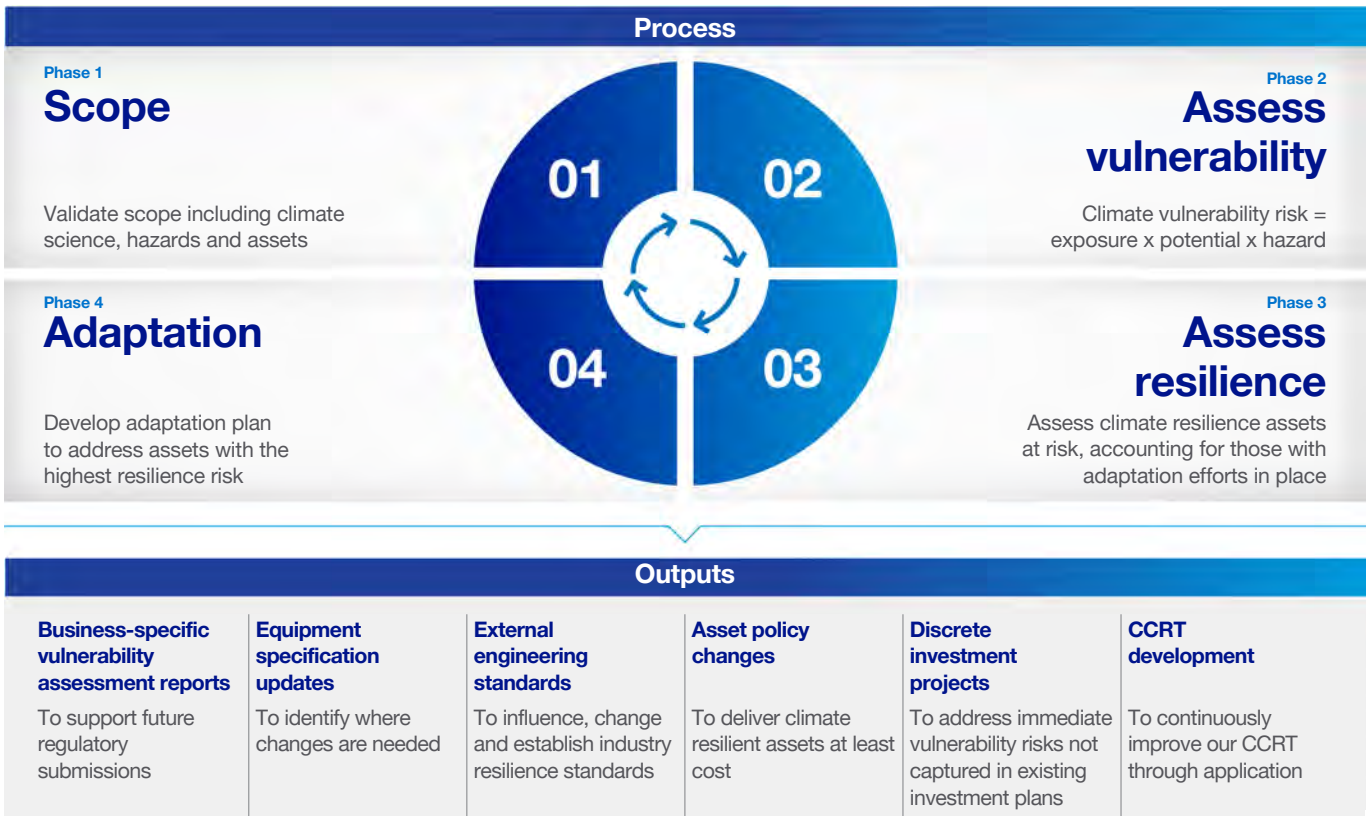 Process
Phase 1
Scope
Validate scope including climate
science, hazards and assets
01
02
Phase 2
Assess
vulnerability
Climate vulnerability risk =
exposure x potential x hazard
Phase 4
Adaptation
Develop adaptation plan
to address assets with the
highest resilience risk
04
03
Phase 3
Assess
resilience
Assess climate resilience assets
at risk, accounting for those with
adaptation efforts in place
Outputs
Business-specific
vulnerability
assessment reports
To support future
regulatory
submissions
Equipment
specification
updates
To identify where
changes are needed
External
engineering
standards
To influence, change
and establish industry
resilience standards
Asset policy
changes
To deliver climate
resilient assets at least
cost
Discrete
investment
projects
To address immediate
vulnerability risks not
captured in existing
investment plans
CCRT
development
To continuously
improve our CCRT
through application